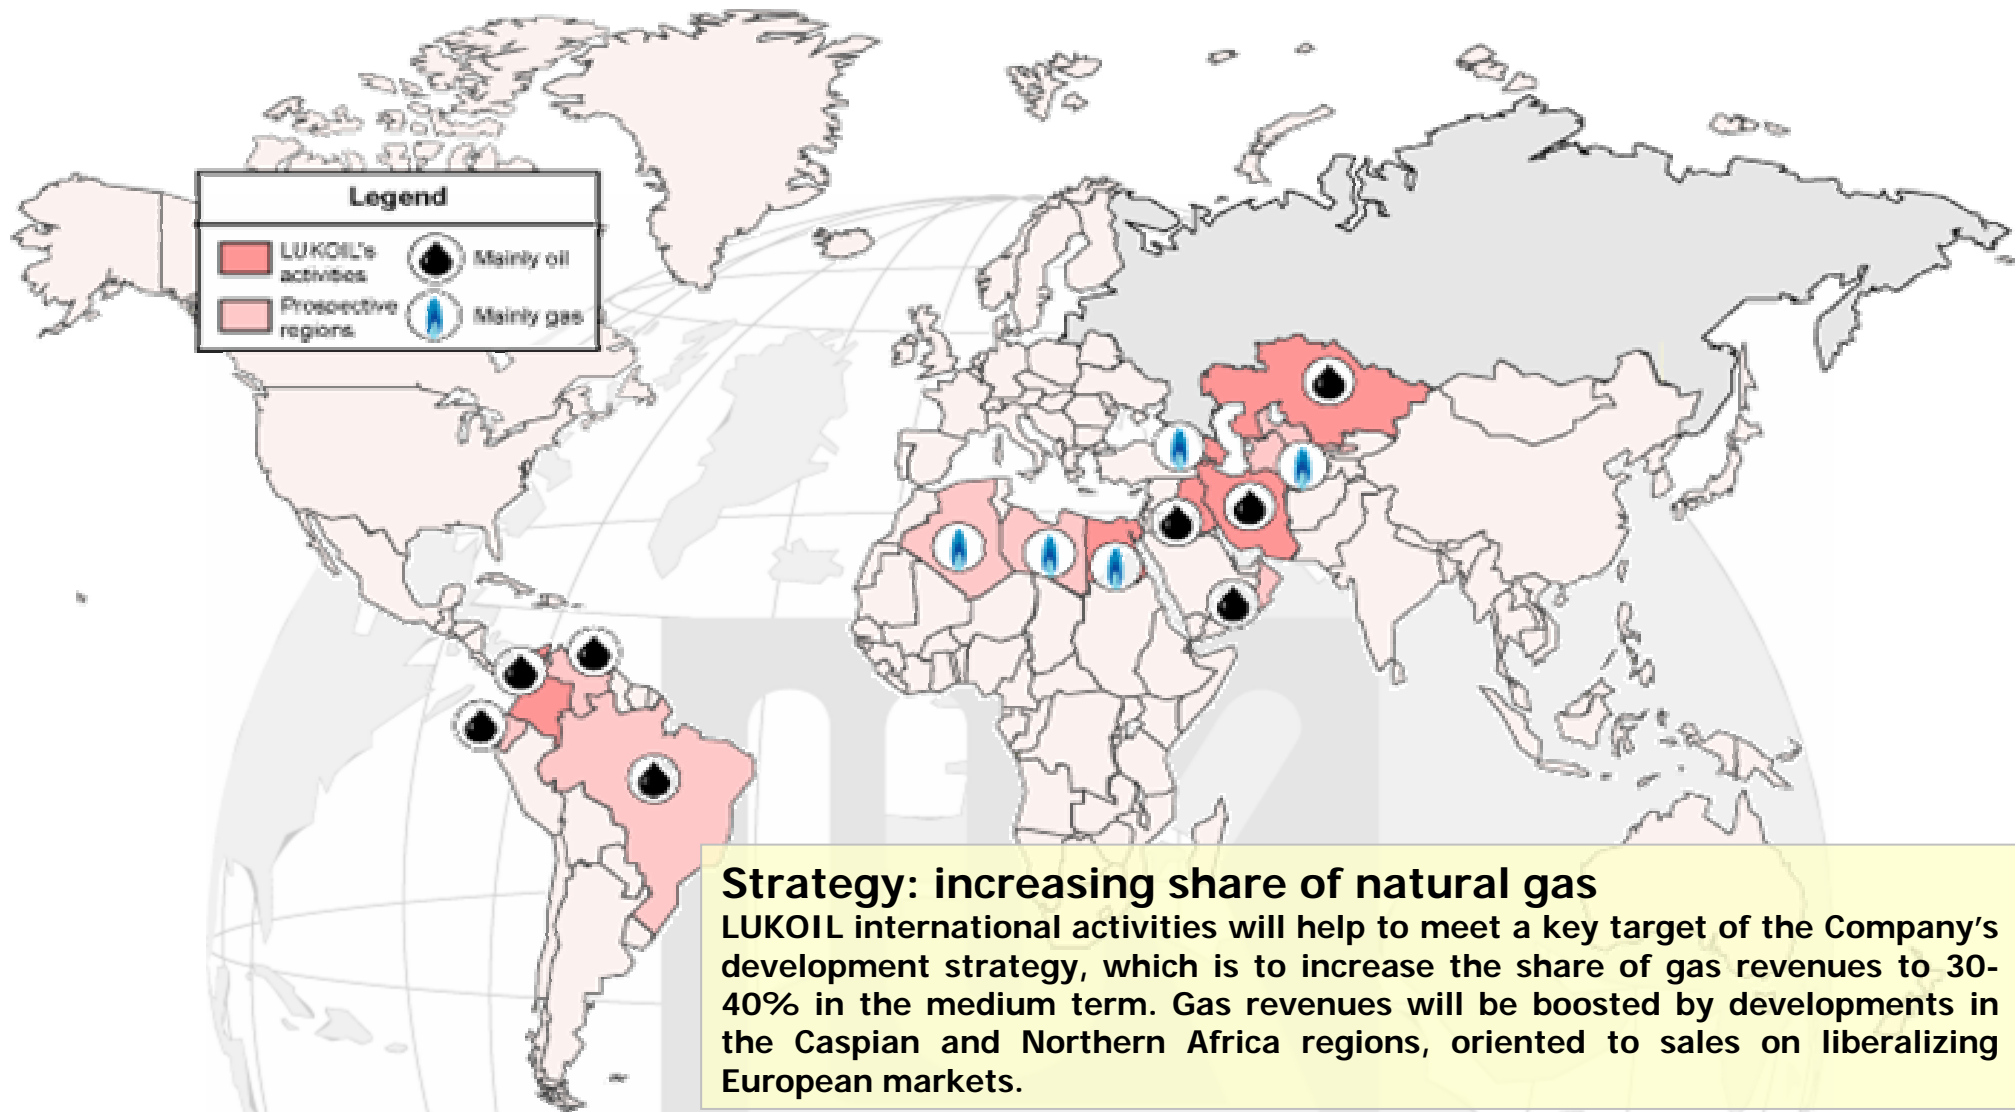 Legend
LUKOIL's
activities
Mainly oil
Prospective
regions
Mainly gas
Strategy: increasing share of natural gas
LUKOIL international activities will help to meet a key target of the Company's
development strategy, which is to increase the share of gas revenues to 30-
40% in the medium term. Gas revenues will be boosted by developments in
the Caspian and Northern Africa regions, oriented to sales on liberalizing
European markets.